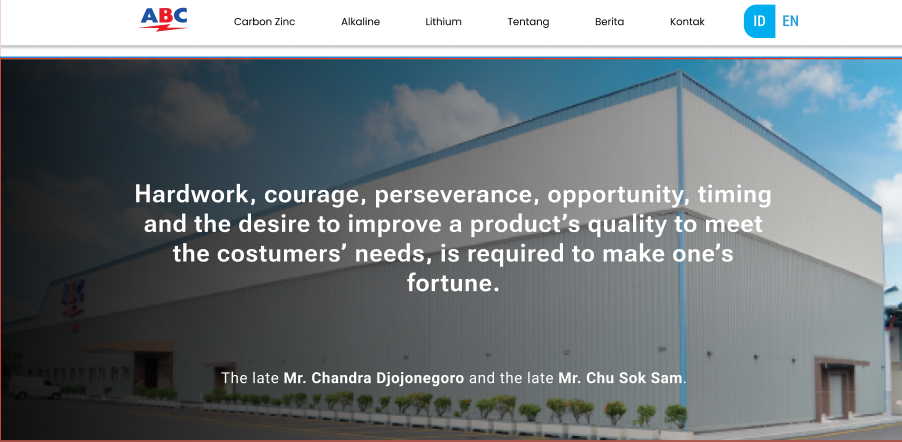 ABC
Carbon Zinc
Alkaline
Lithium
Tentang
Berita
Kontak
ID
EN
Hardwork, courage, perseverance, opportunity, timing
and the desire to improve a product’s quality to meet
the costumers’ needs, is required to make one’s
fortune.
The late Mr. Chandra Djojonegoro and the late Mr. Chu Sok Sam.